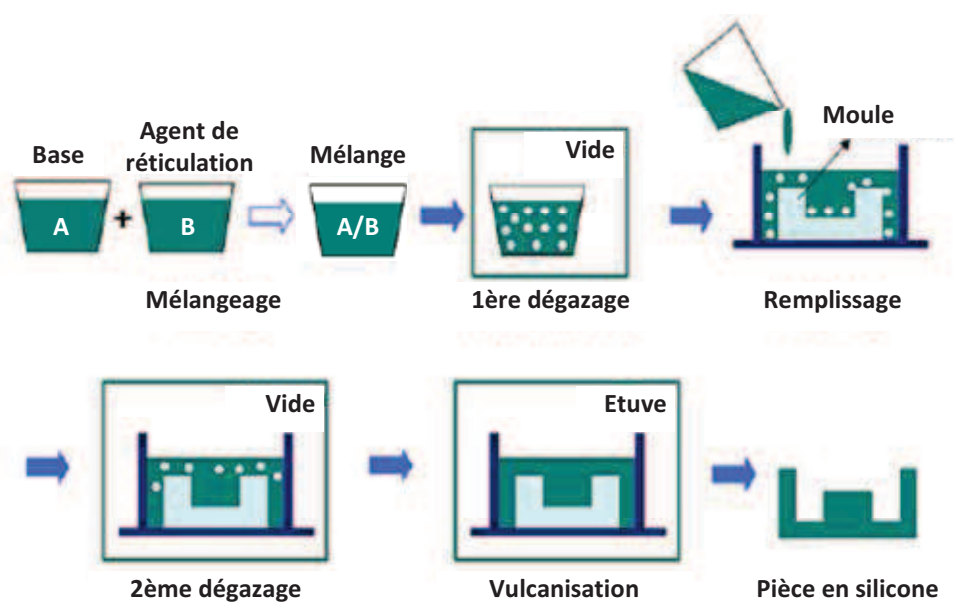 Base
Agent de
réticulation
Mélange
Vide
Moule
A
+
B
A/B
Mélangeage
1ère dégazage
Remplissage
Vide
Etuve
2ème dégazage
Vulcanisation
Pièce en silicone